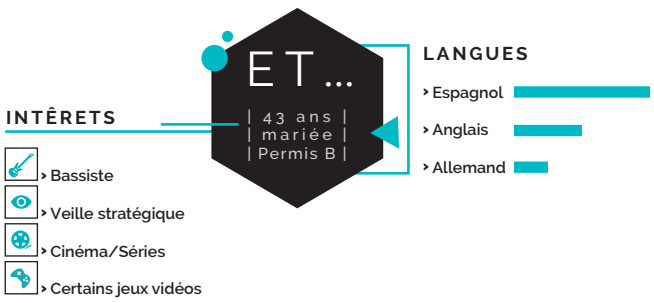 ET...
| 43 ans |
| mariée |
| Permis B |
INTÊRETS
› Bassiste
› Veille stratégique
› Cinéma/Séries
› Certains jeux vidéos
LANGUES
› Espagnol
› Anglais
› Allemand